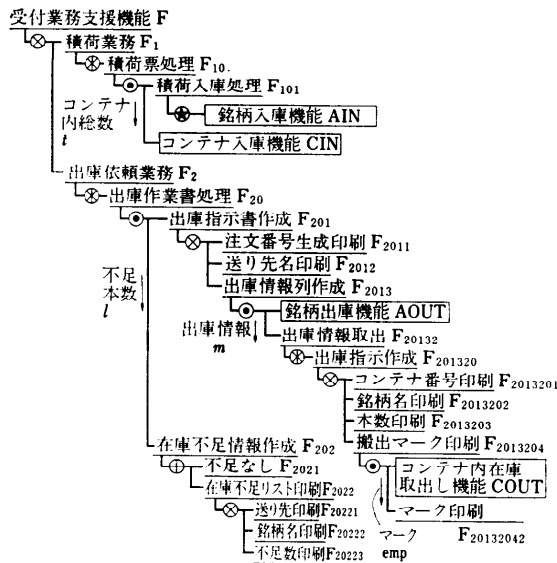 受付業務支援機能 F
積荷業務 F1
積荷票処理 F10.
積荷入庫処理 F101
コンテナ
内総数
t
銘柄入庫機能 AIN
コンテナ入庫機能 CIN
出庫依頼業務 F2
出庫作業書処理 F20
出庫指示書作成 F201
注文番号生成印刷 F2011
送り先名印刷 F2012
出庫情報列作成 F2013
不足
本数
l
銘柄出庫機能 AOUT
出庫情報
m
出庫情報取出 F20132
出庫指示作成 F201320
コンテナ番号印刷 F2013201
銘柄名印刷 F2013202
本数印刷 F2013203
搬出マーク印刷 F2013204
在庫不足情報作成 F202
不足なし F2021
在庫不足リスト印刷 F2022
送り先印刷 F20221
銘柄名印刷 F20222
不足数印刷 F20223
コンテナ内在庫
取出し機能 COUT
マーク印刷
F20132042
マーク
emp